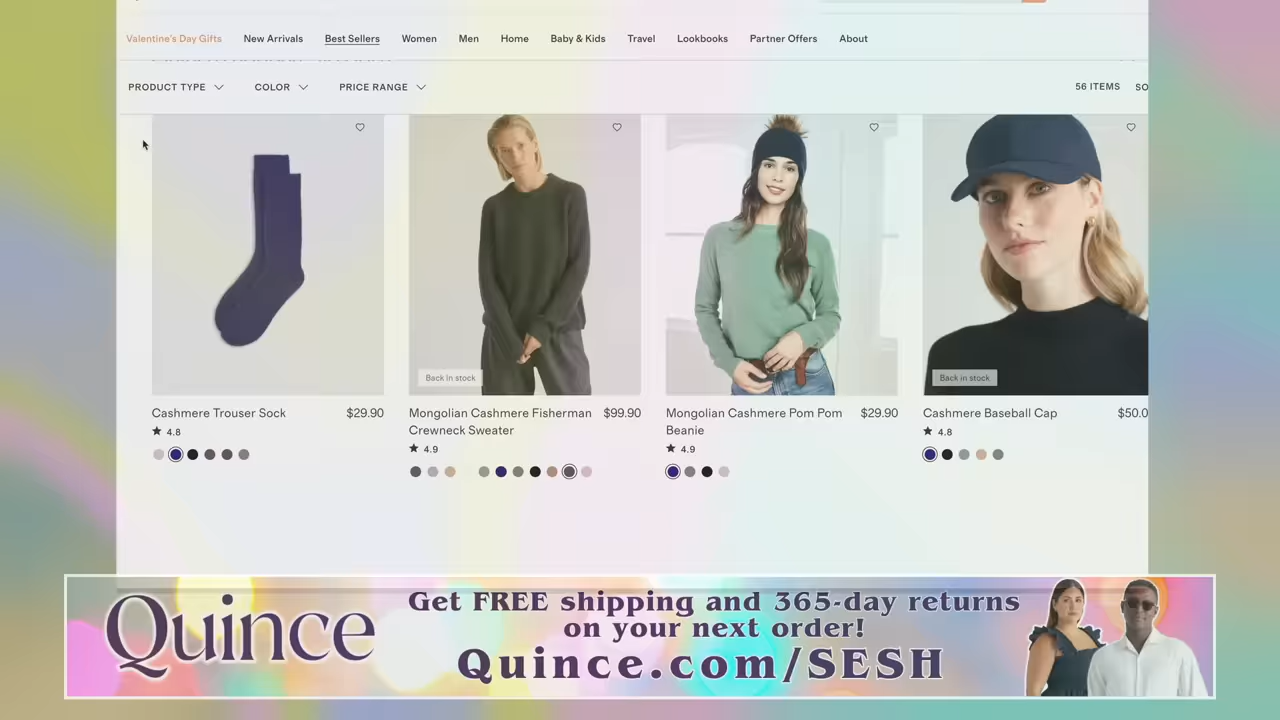 Valentine's Day Gifts New Arrivals Best Sellers Women Men Home Baby & Kids Travel Lookbooks Partner Offers About
PRODUCT TYPE COLOR PRICE RANGE 56 ITEMS SO
Back in stock
Back in stock
Cashmere Trouser Sock $29.90
4.8
Mongolian Cashmere Fisherman $99.90
Crewneck Sweater
4.9
Mongolian Cashmere Pom Pom $29.90
Beanie
4.9
Cashmere Baseball Cap $50.0
4.8
Quince
Get FREE shipping and 365-day returns
on your next order!
Quince.com/SESH